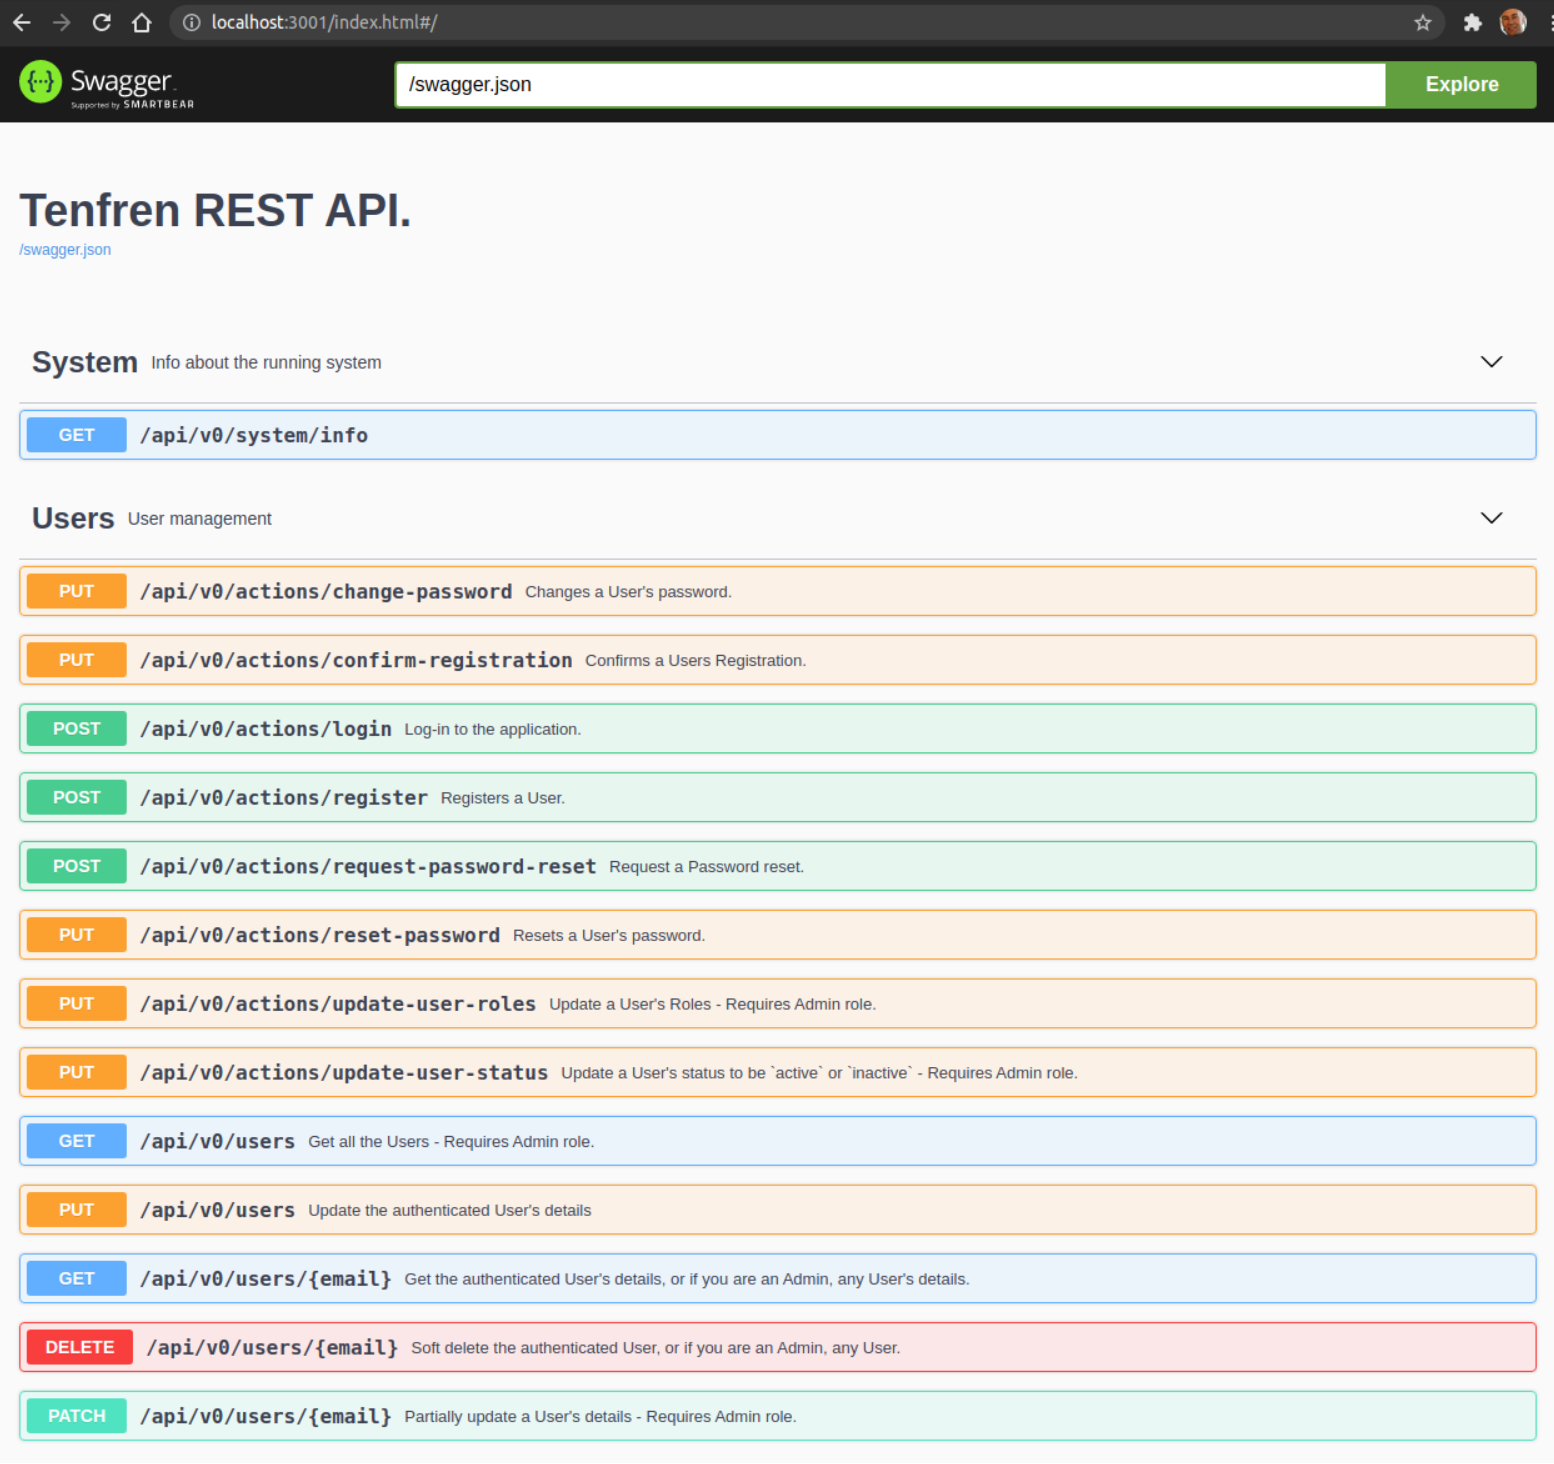 localhost:3001/index.html#/
Swagger
Supported by SMARTBEAR
/swagger.json
Explore
Tenfren REST API.
/swagger.json
System Info about the running system
GET /api/v0/system/info
Users User management
PUT /api/v0/actions/change-password Changes a User's password.
PUT /api/v0/actions/confirm-registration Confirms a Users Registration.
POST /api/v0/actions/login Log-in to the application.
POST /api/v0/actions/register Registers a User.
POST /api/v0/actions/request-password-reset Request a Password reset.
PUT /api/v0/actions/reset-password Resets a User's password.
PUT /api/v0/actions/update-user-roles Update a User's Roles - Requires Admin role.
PUT /api/v0/actions/update-user-status Update a User's status to be `active` or `inactive` - Requires Admin role.
GET /api/v0/users Get all the Users - Requires Admin role.
PUT /api/v0/users Update the authenticated User's details
GET /api/v0/users/{email} Get the authenticated User's details, or if you are an Admin, any User's details.
DELETE /api/v0/users/{email} Soft delete the authenticated User, or if you are an Admin, any User.
PATCH /api/v0/users/{email} Partially update a User's details - Requires Admin role.